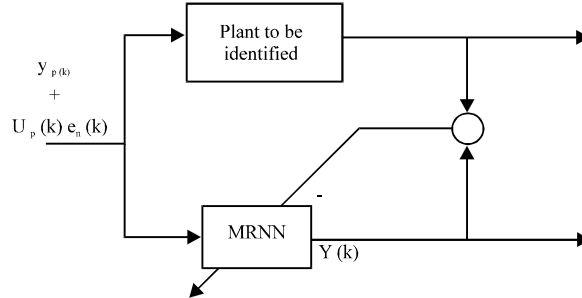 Plant to be
identified
y p (k)
+
U p (k) e n (k)
-
MRNN
Y (k)